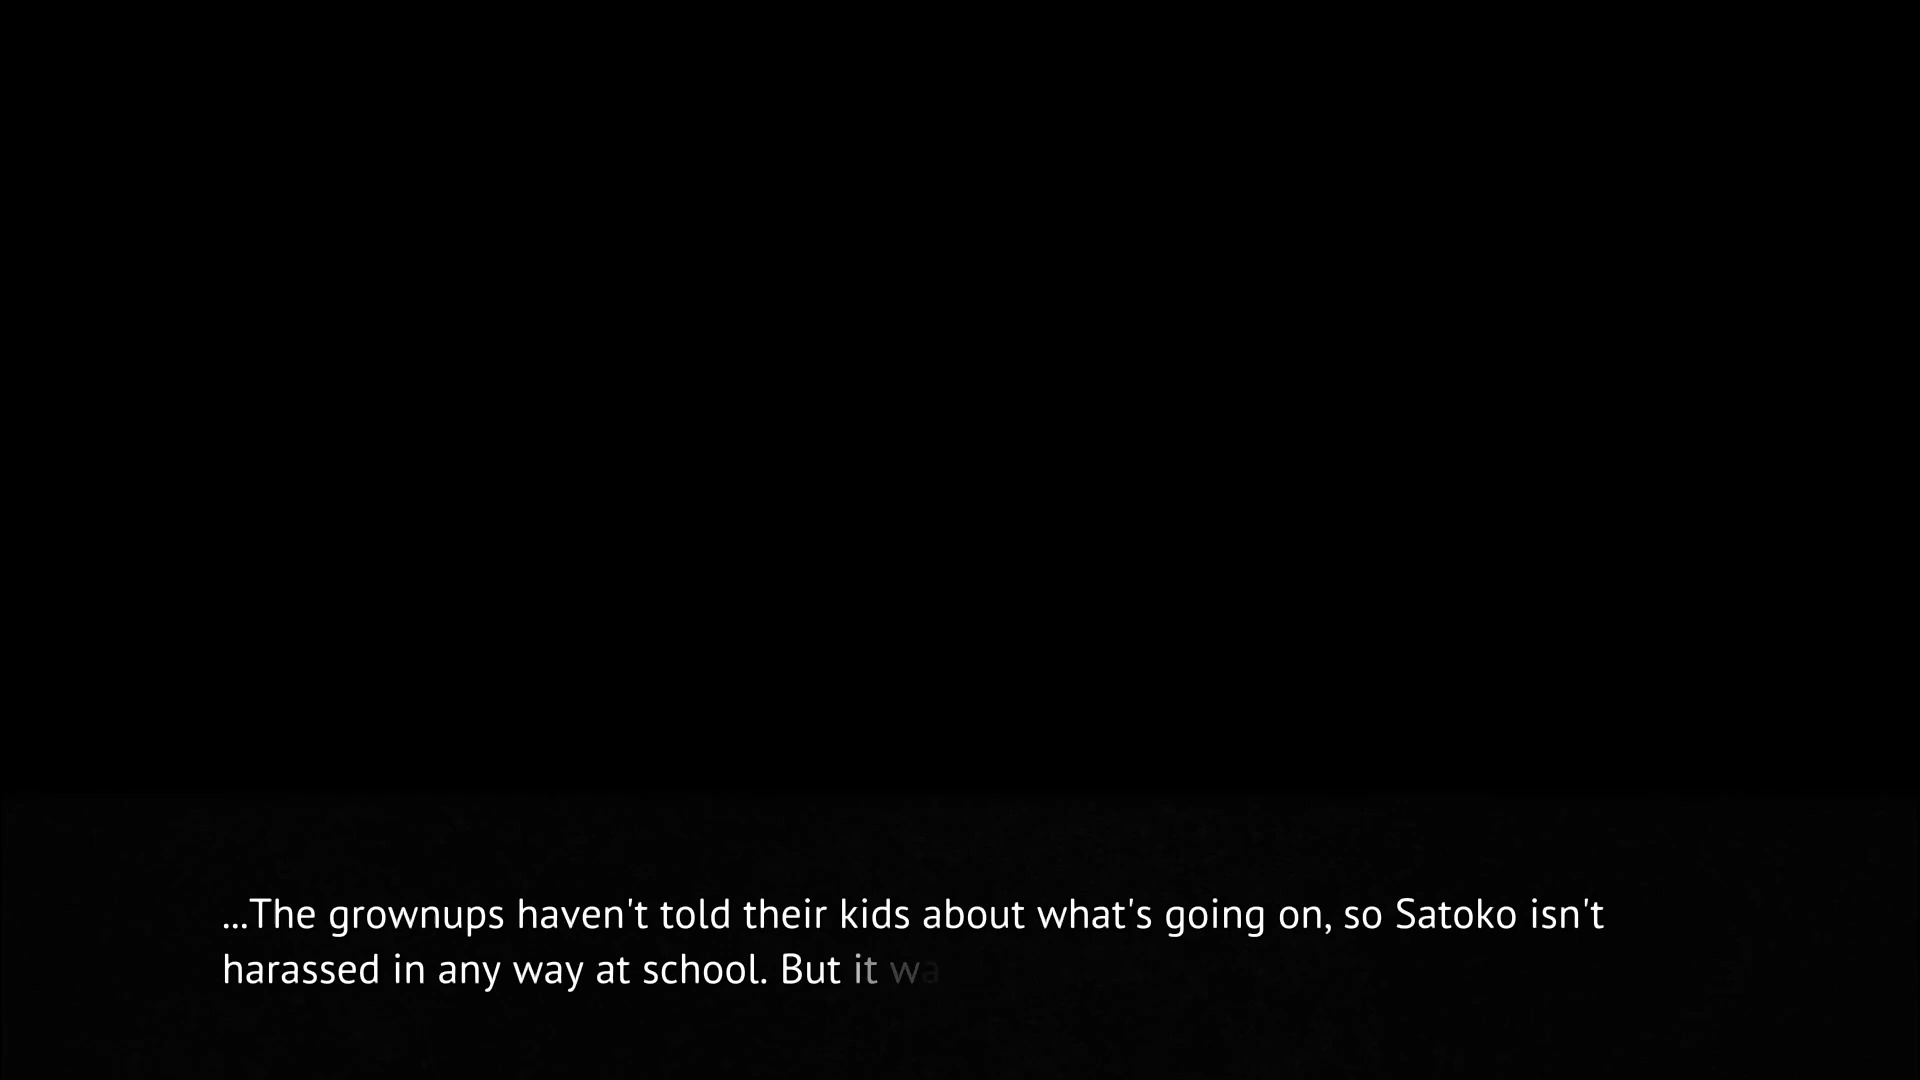 ...The grownups haven't told their kids about what's going on, so Satoko isn't
harassed in any way at school. But it wa